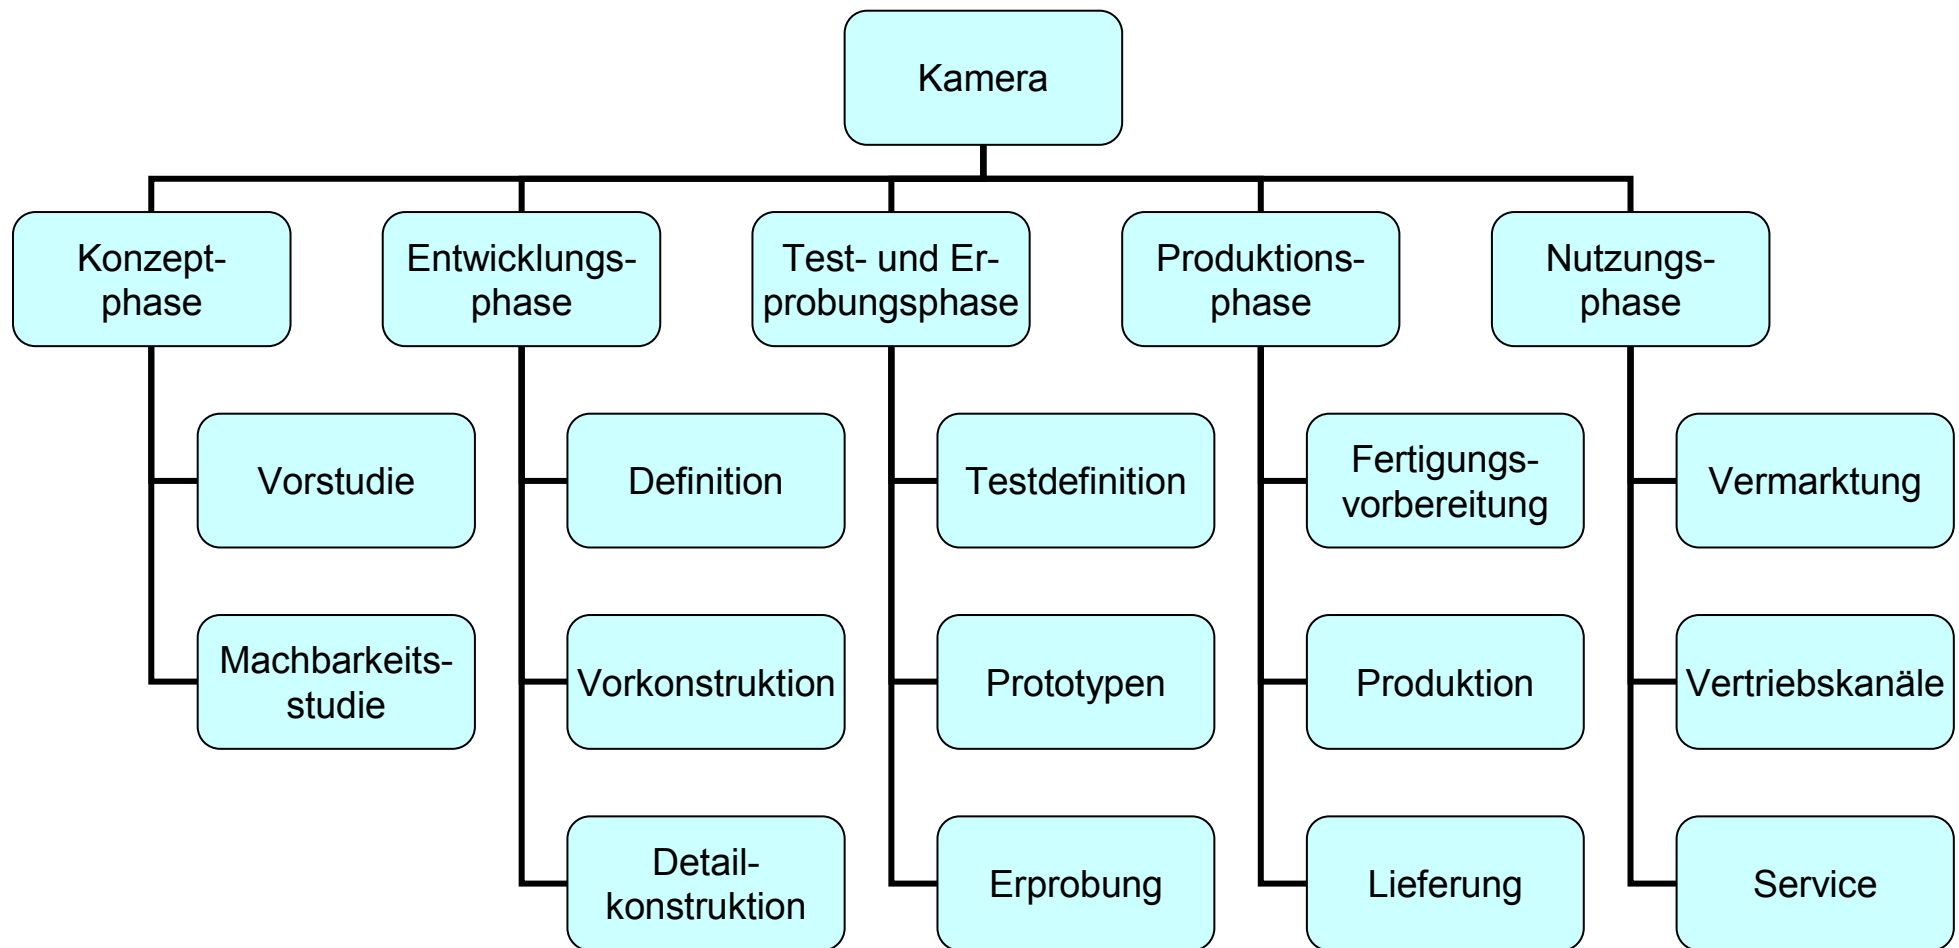 Kamera
Konzept-
phase
Entwicklungs-
phase
Test- und Er-
probungsphase
Produktions-
phase
Nutzungs-
phase
Vorstudie
Definition
Testdefinition
Fertigungs-
vorbereitung
Vermarktung
Machbarkeits-
studie
Vorkonstruktion
Prototypen
Produktion
Vertriebskanäle
Detail-
konstruktion
Erprobung
Lieferung
Service